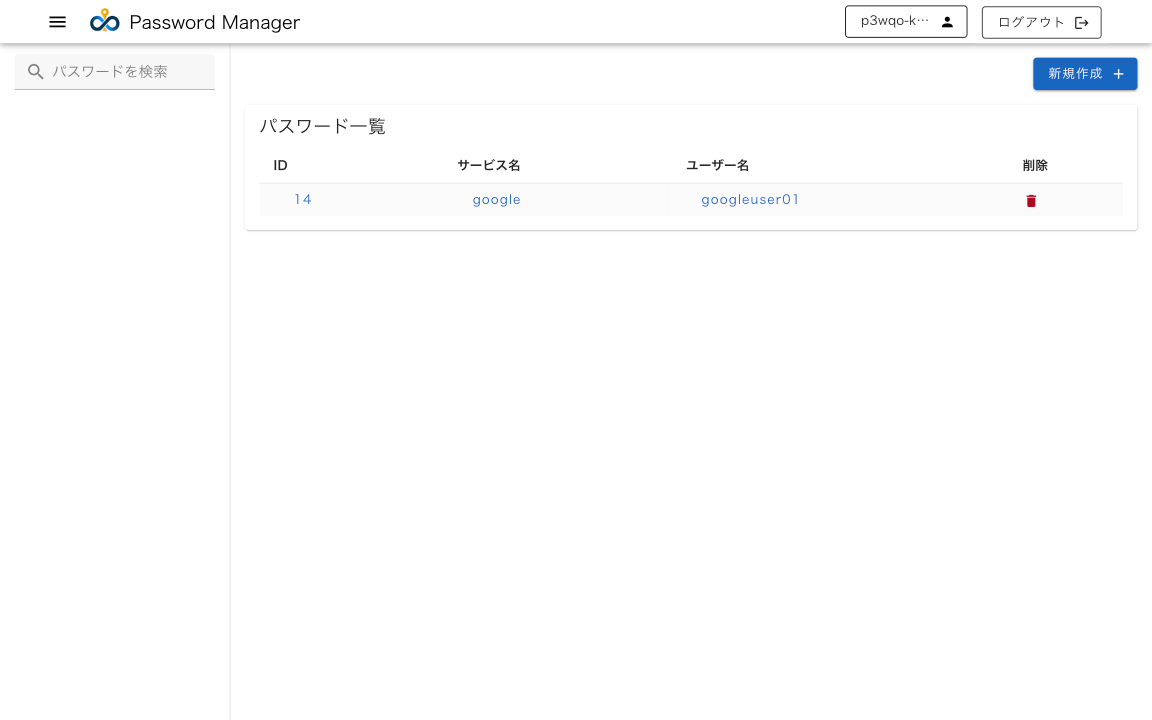 Password Manager
p3wqo-k…
ログアウト
パスワードを検索
新規作成
パスワード一覧
ID サービス名 ユーザー名 削除
14 google googleuser01